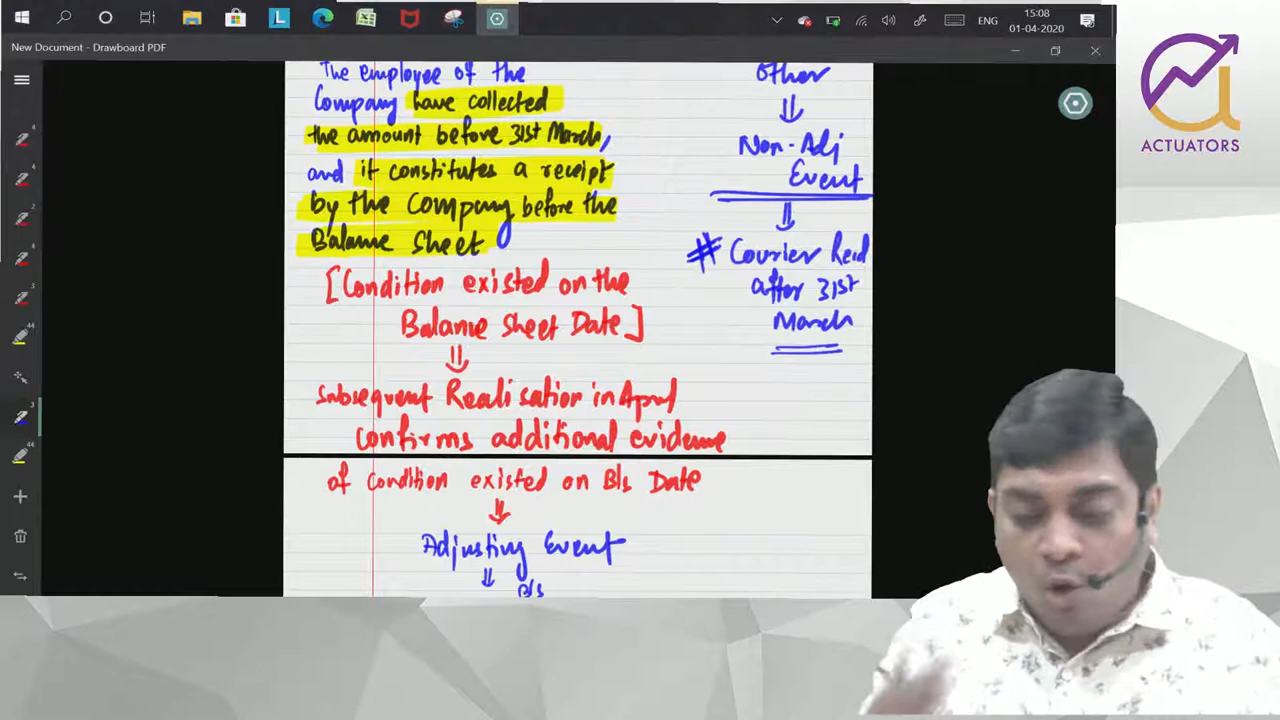 15:08
ENG
01-04-2020
New Document - Drawboard PDF
The employee of the
Company have collected
the amount before 31st March,
and it constitutes a receipt
by the Company before the
Balance Sheet
[Condition existed on the
Balance Sheet Date]
⇓
Subsequent Realisation in April
confirms additional evidence
of condition existed on B/s Date
⇓
Adjusting Event
⇓ B/s
other
⇓
Non-Adj
Event
⇓
# Courier Recd
after 31st
March
ACTUATORS